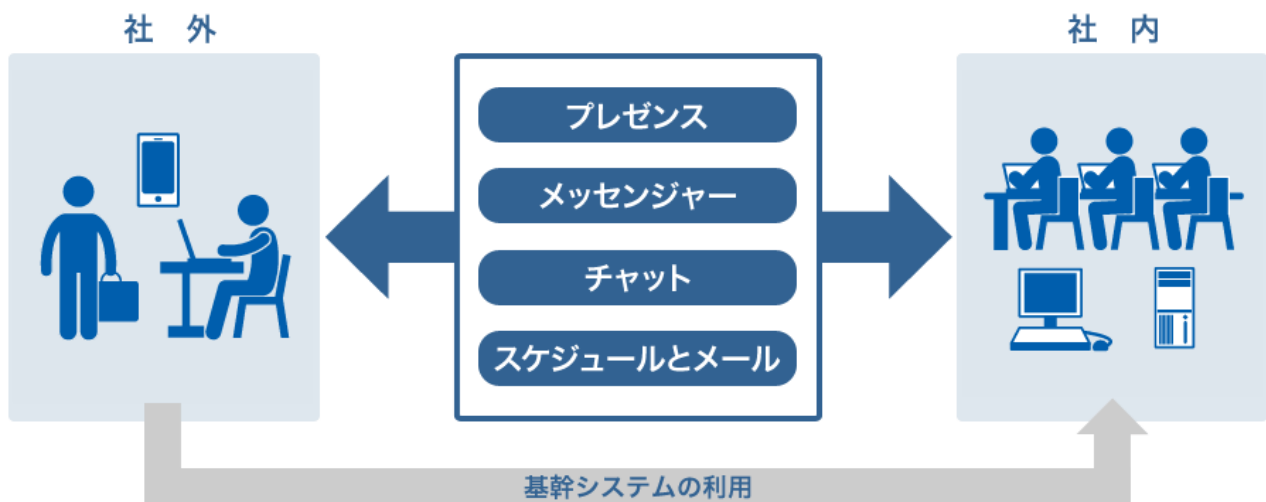 社 外
社 内
プレゼンス
メッセンジャー
チャット
スケジュールとメール
基幹システムの利用